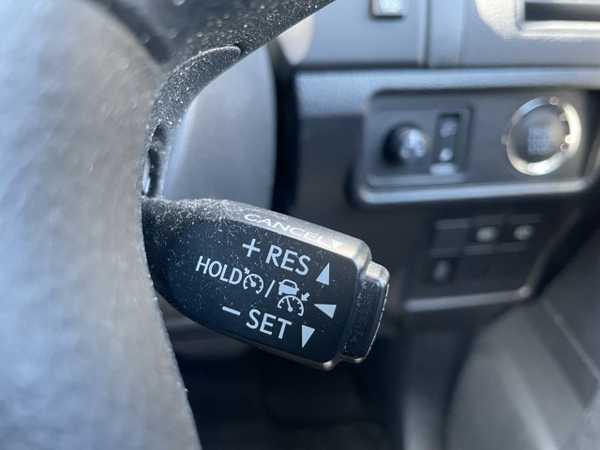 CANCEL
+ RES
HOLD /
− SET